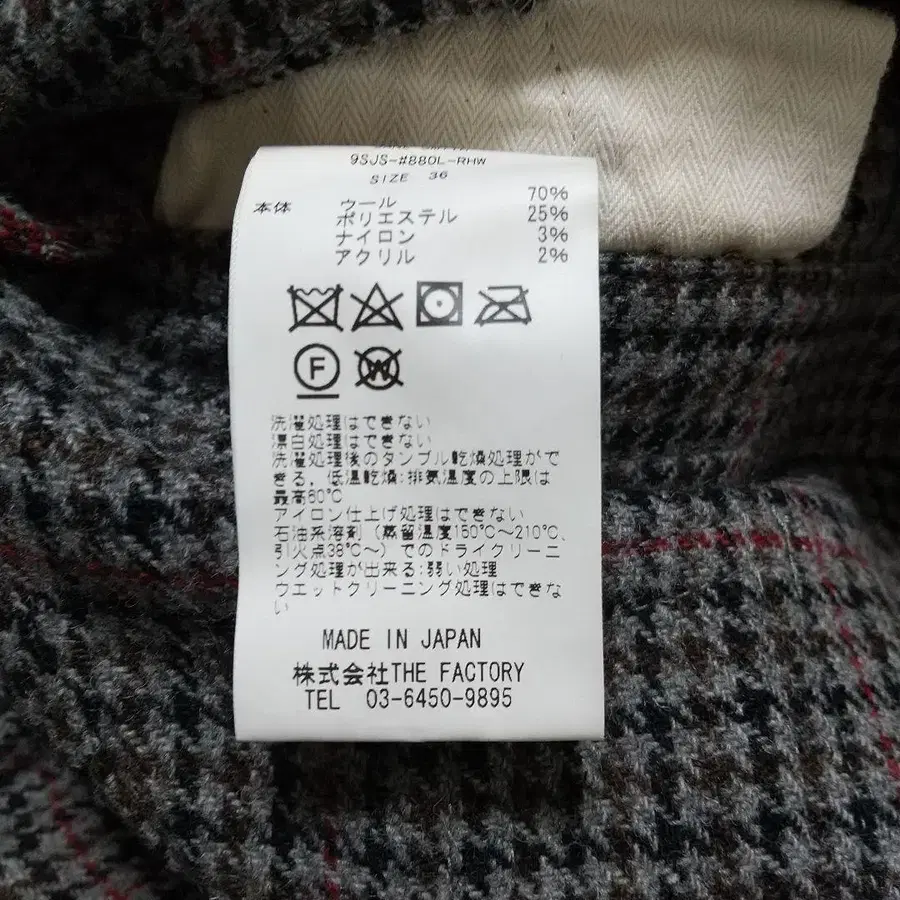 9SJS-#880L-RHW
SIZE 36
本体 ウール 70%
ポリエステル 25%
ナイロン 3%
アクリル 2%
F
W
洗濯処理はできない
漂白処理はできない
洗濯処理後のタンブル乾燥処理がで
きる．低温乾燥:排気温度の上限は
最高60℃
アイロン仕上げ処理はできない
石油系溶剤（蒸留温度150℃～210℃、
引火点38℃～）でのドライクリーニ
ング処理が出来る:弱い処理
ウエットクリーニング処理はできな
い
MADE IN JAPAN
株式会社THE FACTORY
TEL 03-6450-9895